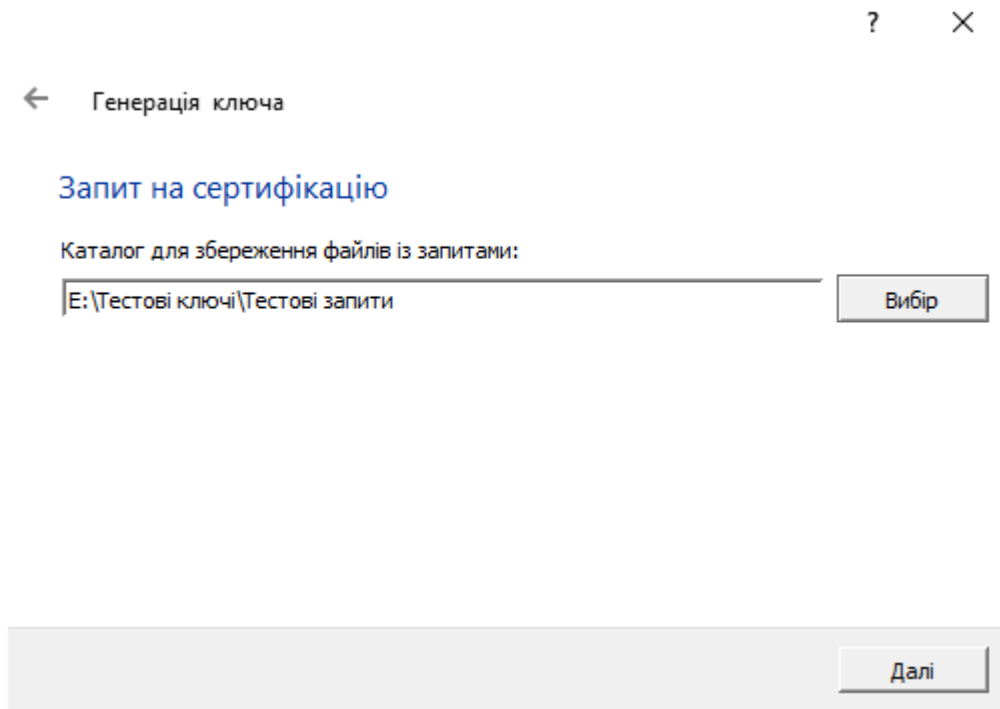 ?
Генерація ключа
Запит на сертифікацію
Каталог для збереження файлів із запитами:
E:\Тестові ключі\Тестові запити
Вибір
Далі